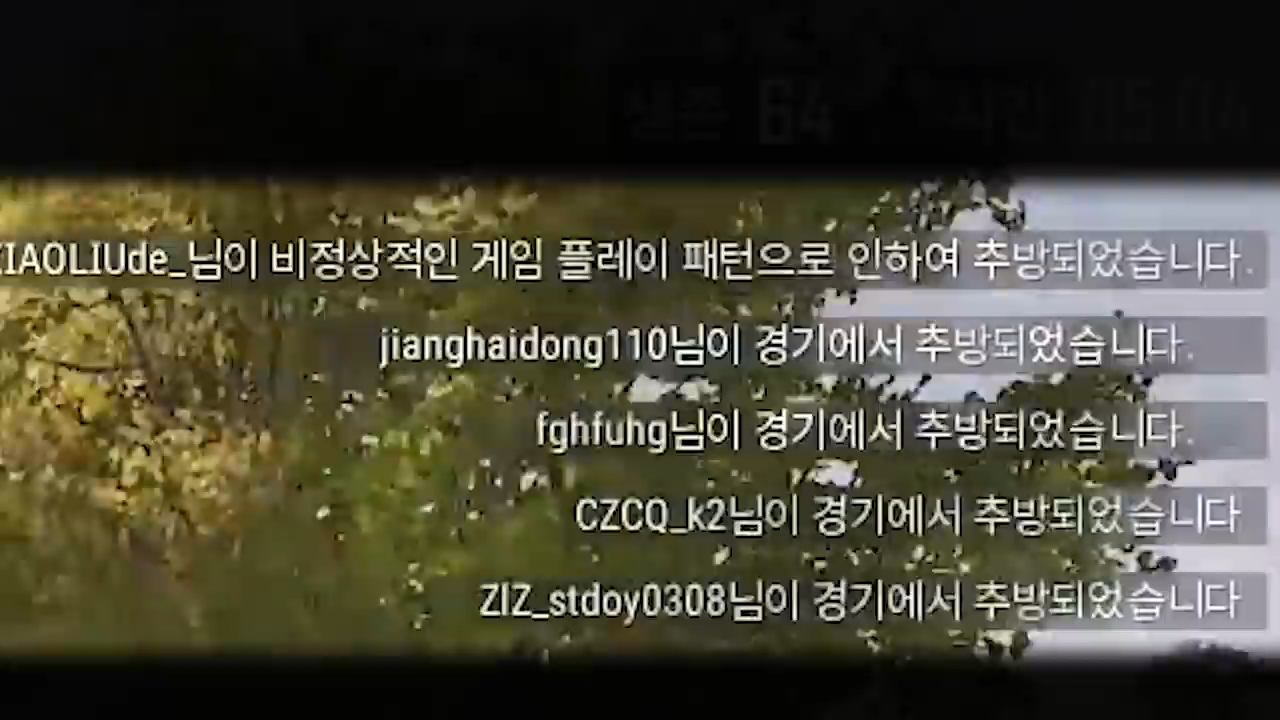 생존 64
XIAOLIUde_님이 비정상적인 게임 플레이 패턴으로 인하여 추방되었습니다.
jianghaidong110님이 경기에서 추방되었습니다.
fghfuhg님이 경기에서 추방되었습니다.
CZCQ_k2님이 경기에서 추방되었습니다
ZIZ_stdoy0308님이 경기에서 추방되었습니다